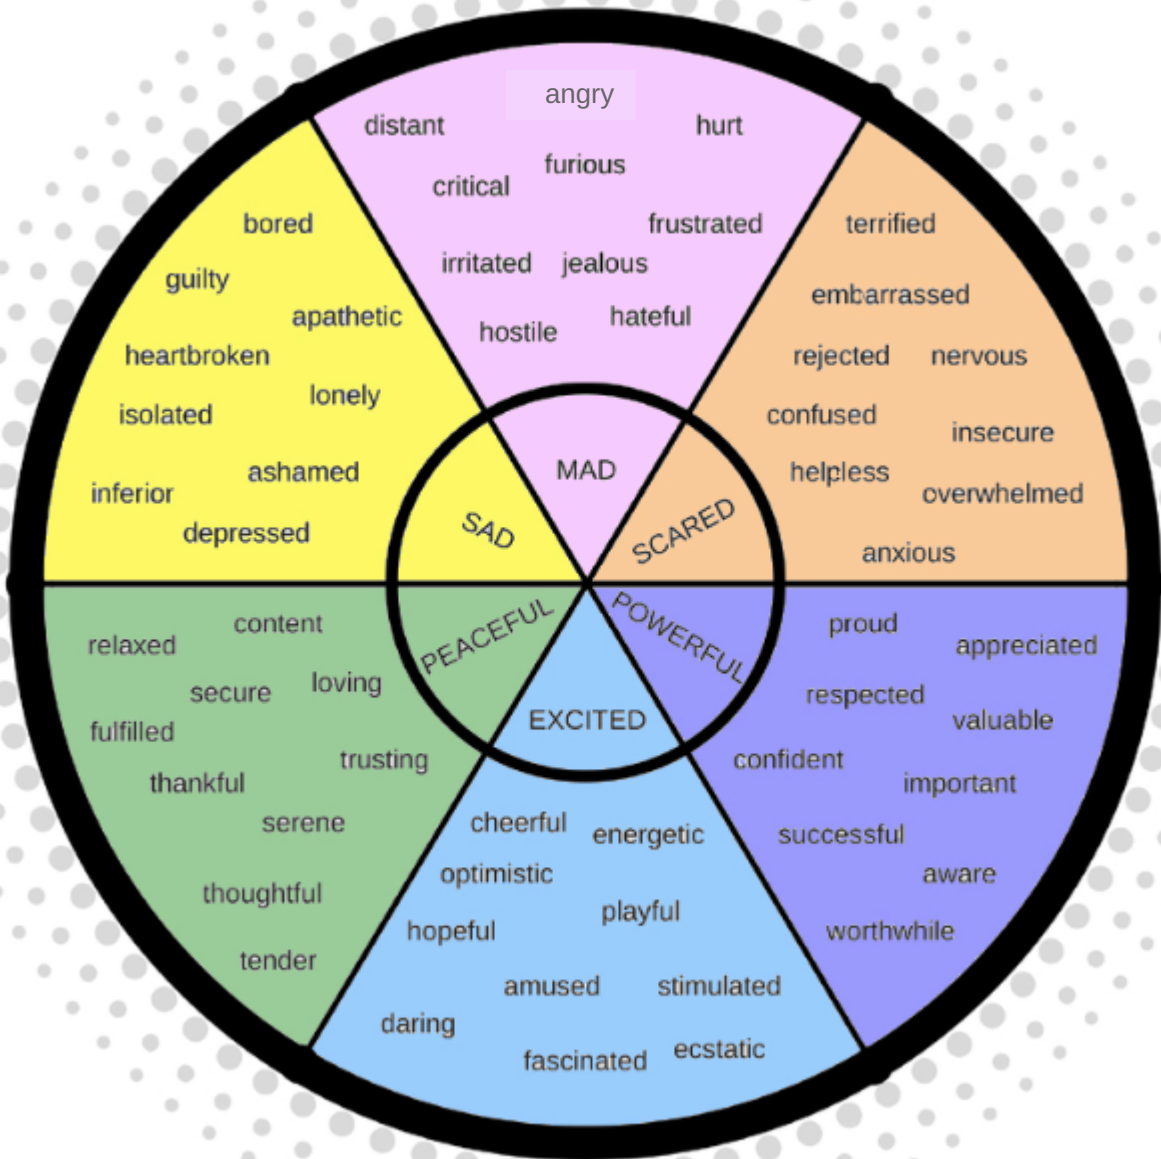 angry
distant
hurt
furious
critical
frustrated
irritated
jealous
hostile
hateful
MAD
terrified
embarrassed
rejected
nervous
confused
insecure
helpless
overwhelmed
anxious
SCARED
proud
appreciated
respected
valuable
confident
important
successful
aware
worthwhile
POWERFUL
EXCITED
cheerful
energetic
optimistic
playful
hopeful
amused
stimulated
daring
fascinated
ecstatic
PEACEFUL
content
relaxed
secure
loving
fulfilled
trusting
thankful
serene
thoughtful
tender
SAD
bored
guilty
apathetic
heartbroken
lonely
isolated
ashamed
inferior
depressed